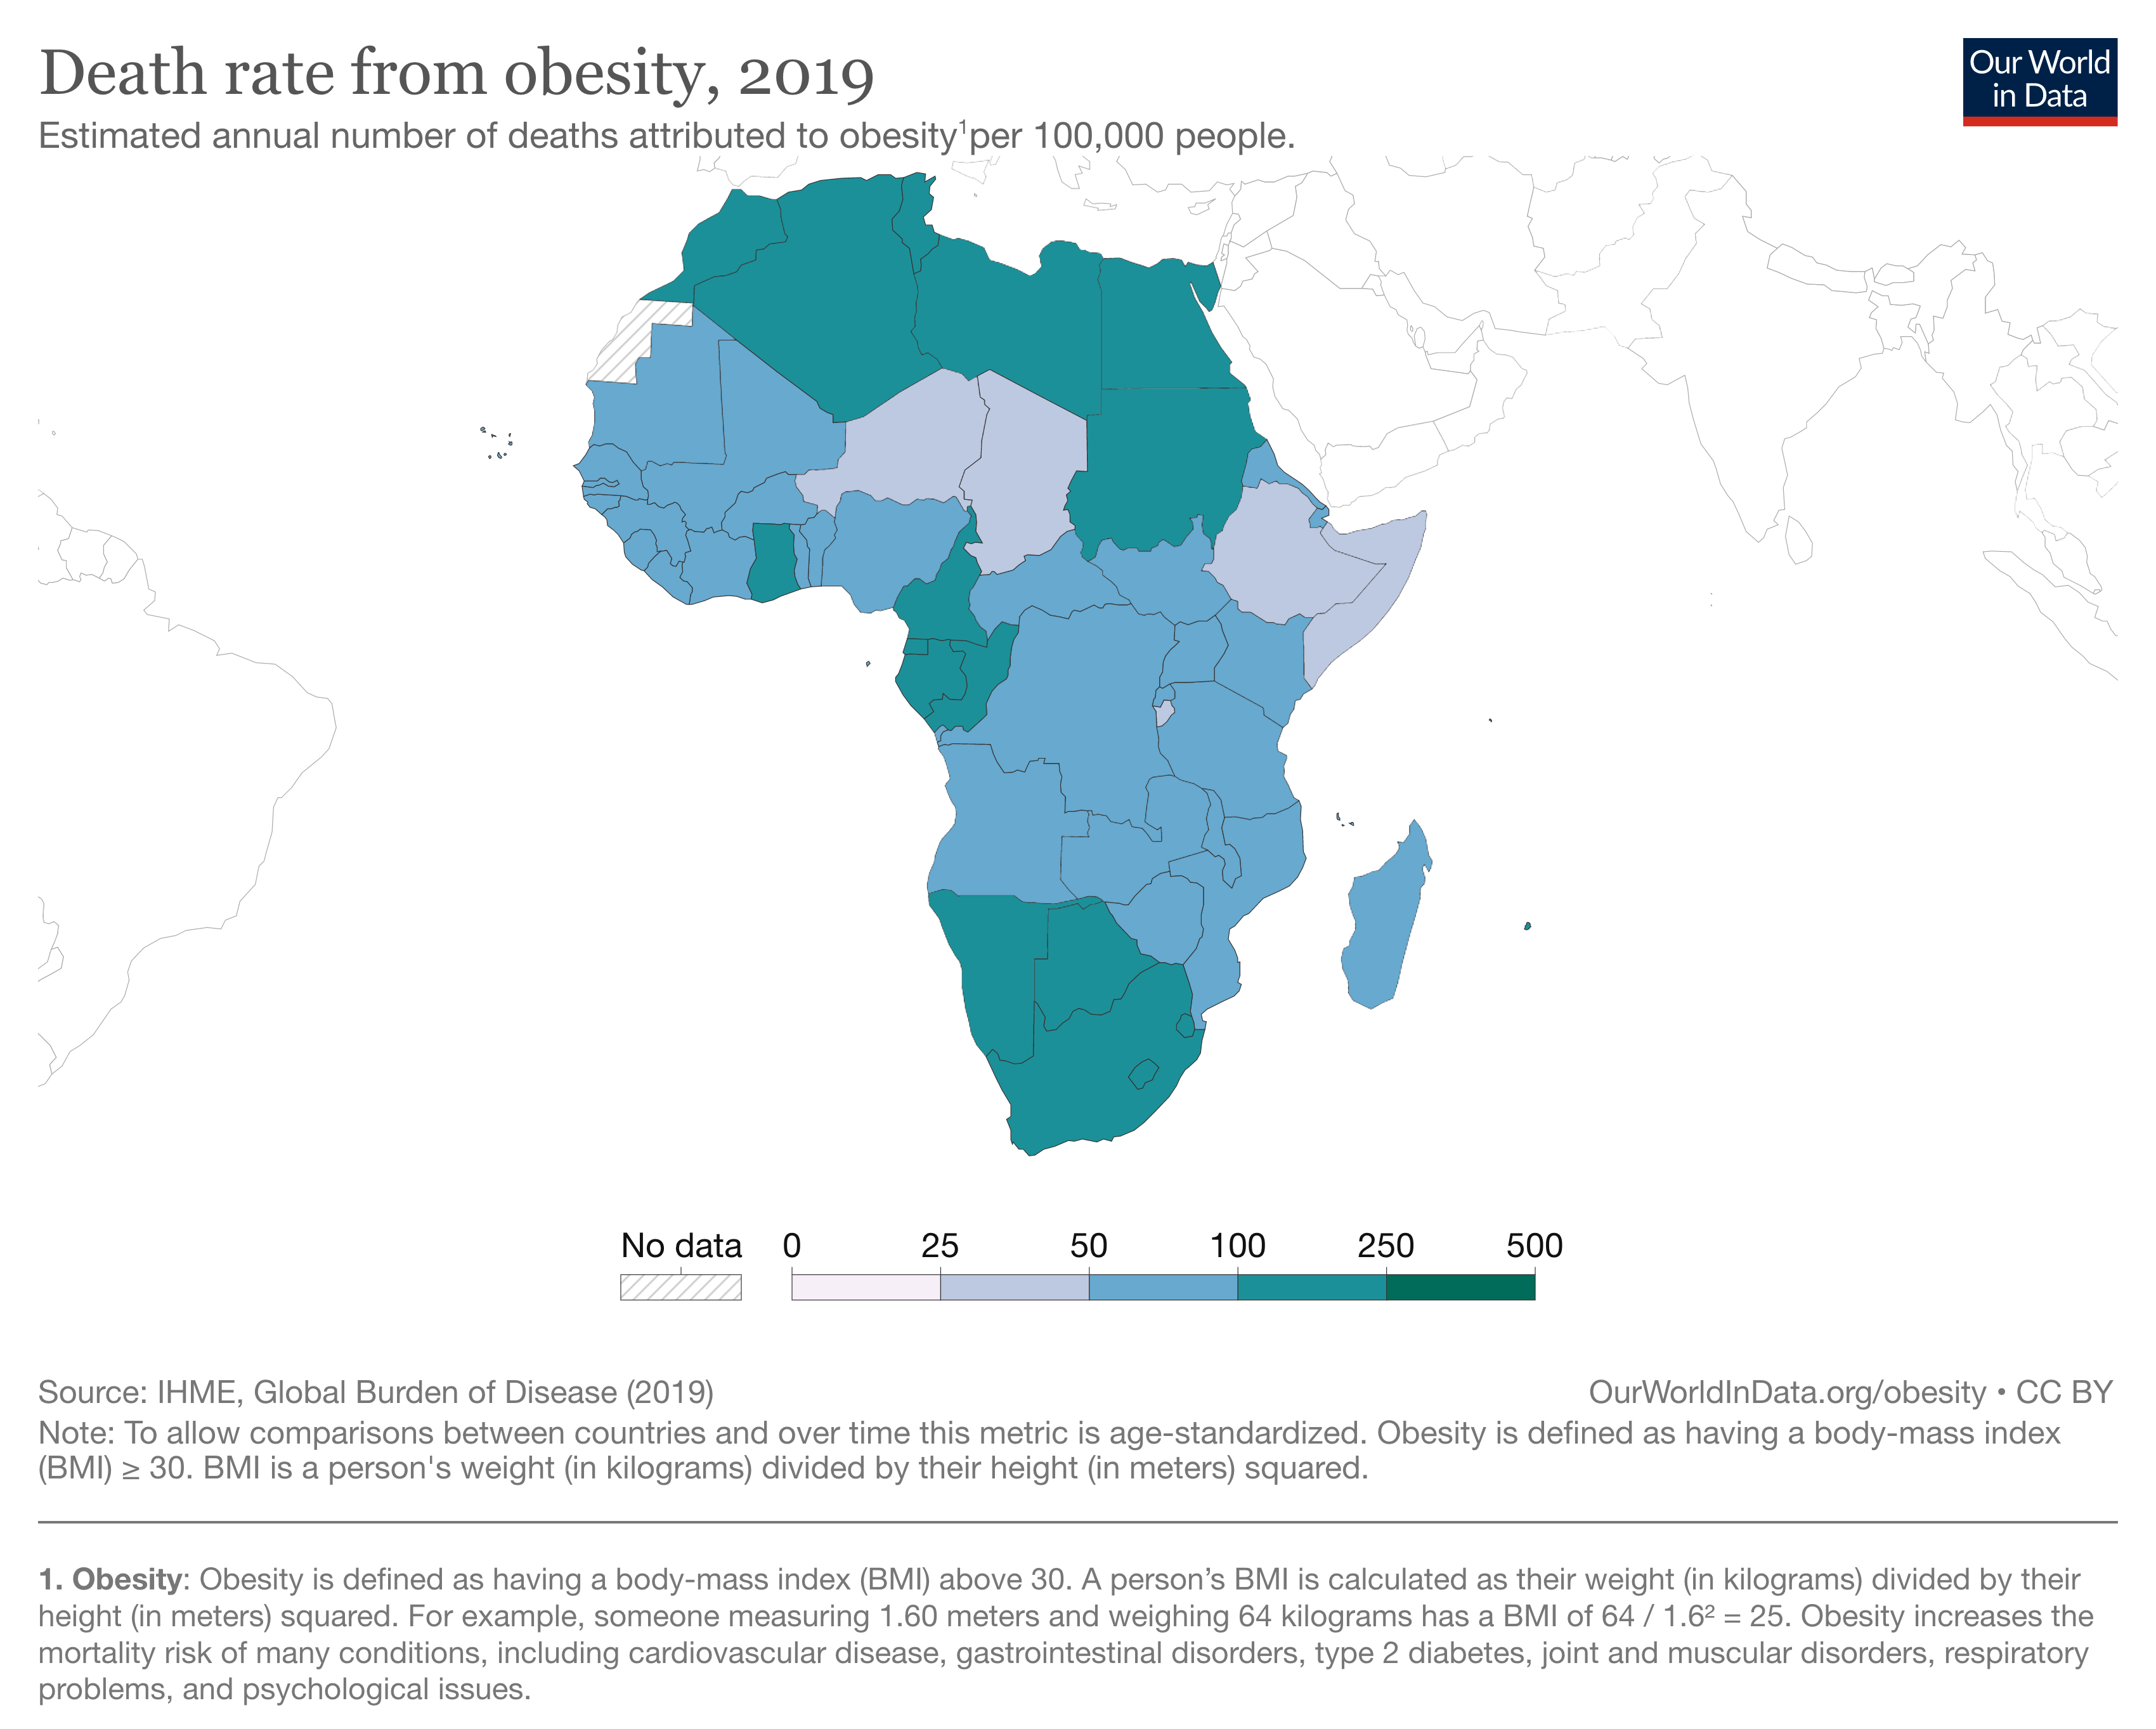 Death rate from obesity, 2019
Our World
in Data
Estimated annual number of deaths attributed to obesity¹per 100,000 people.
No data 0 25 50 100 250 500
Source: IHME, Global Burden of Disease (2019)
OurWorldInData.org/obesity • CC BY
Note: To allow comparisons between countries and over time this metric is age-standardized. Obesity is defined as having a body-mass index
(BMI) ≥ 30. BMI is a person's weight (in kilograms) divided by their height (in meters) squared.
1. Obesity: Obesity is defined as having a body-mass index (BMI) above 30. A person’s BMI is calculated as their weight (in kilograms) divided by their
height (in meters) squared. For example, someone measuring 1.60 meters and weighing 64 kilograms has a BMI of 64 / 1.6² = 25. Obesity increases the
mortality risk of many conditions, including cardiovascular disease, gastrointestinal disorders, type 2 diabetes, joint and muscular disorders, respiratory
problems, and psychological issues.